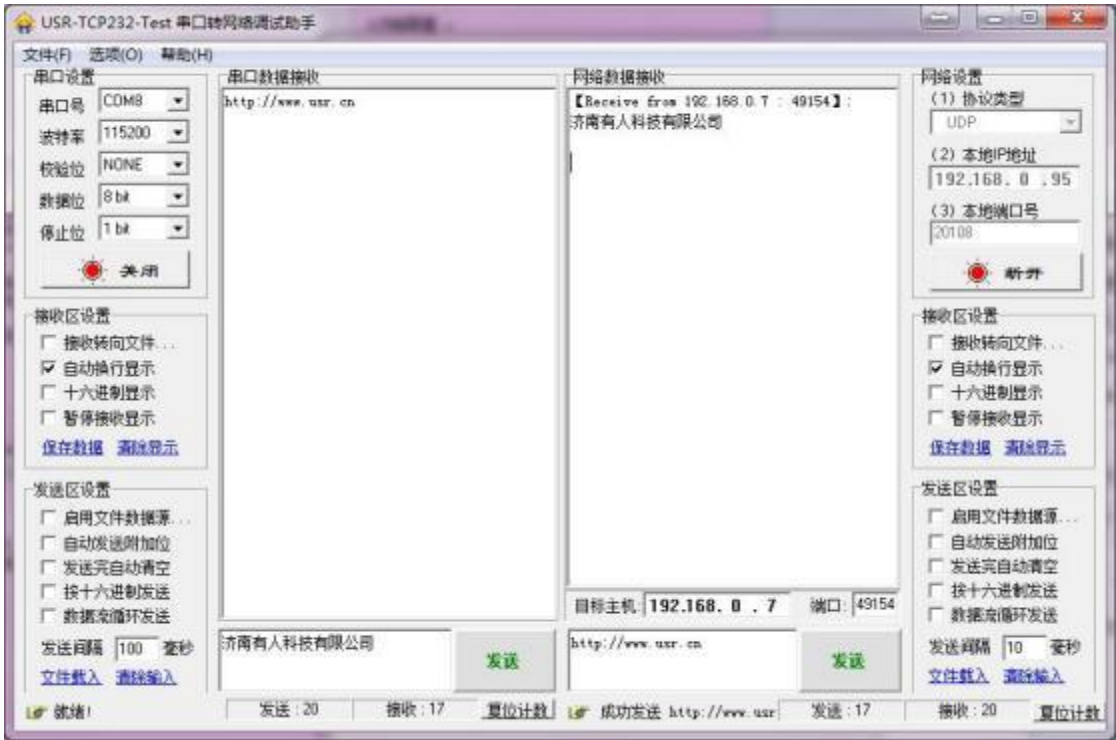 USR-TCP232-Test 串口转网络调试助手
文件(F) 选项(O) 帮助(H)
串口设置
串口号 COM8
波特率 115200
校验位 NONE
数据位 8 bit
停止位 1 bit
关闭
接收区设置
接收转向文件...
自动换行显示
十六进制显示
暂停接收显示
保存数据 清除显示
发送区设置
启用文件数据源...
自动发送附加位
发送完自动清空
按十六进制发送
数据流循环发送
发送间隔 100 毫秒
文件载入 清除输入
就绪!
串口数据接收
http://www.usr.cn
济南有人科技有限公司
发送
发送 : 20 接收 : 17 复位计数
网络数据接收
【Receive from 192.168.0.7 : 49154】:
济南有人科技有限公司
目标主机: 192.168. 0 . 7 端口: 49154
http://www.usr.cn
发送
成功发送 http://www.usr 发送 : 17 接收 : 20 复位计数
网络设置
(1) 协议类型
UDP
(2) 本地IP地址
192.168. 0 .95
(3) 本地端口号
20108
断开
接收区设置
接收转向文件...
自动换行显示
十六进制显示
暂停接收显示
保存数据 清除显示
发送区设置
启用文件数据源...
自动发送附加位
发送完自动清空
按十六进制发送
数据流循环发送
发送间隔 10 毫秒
文件载入 清除输入